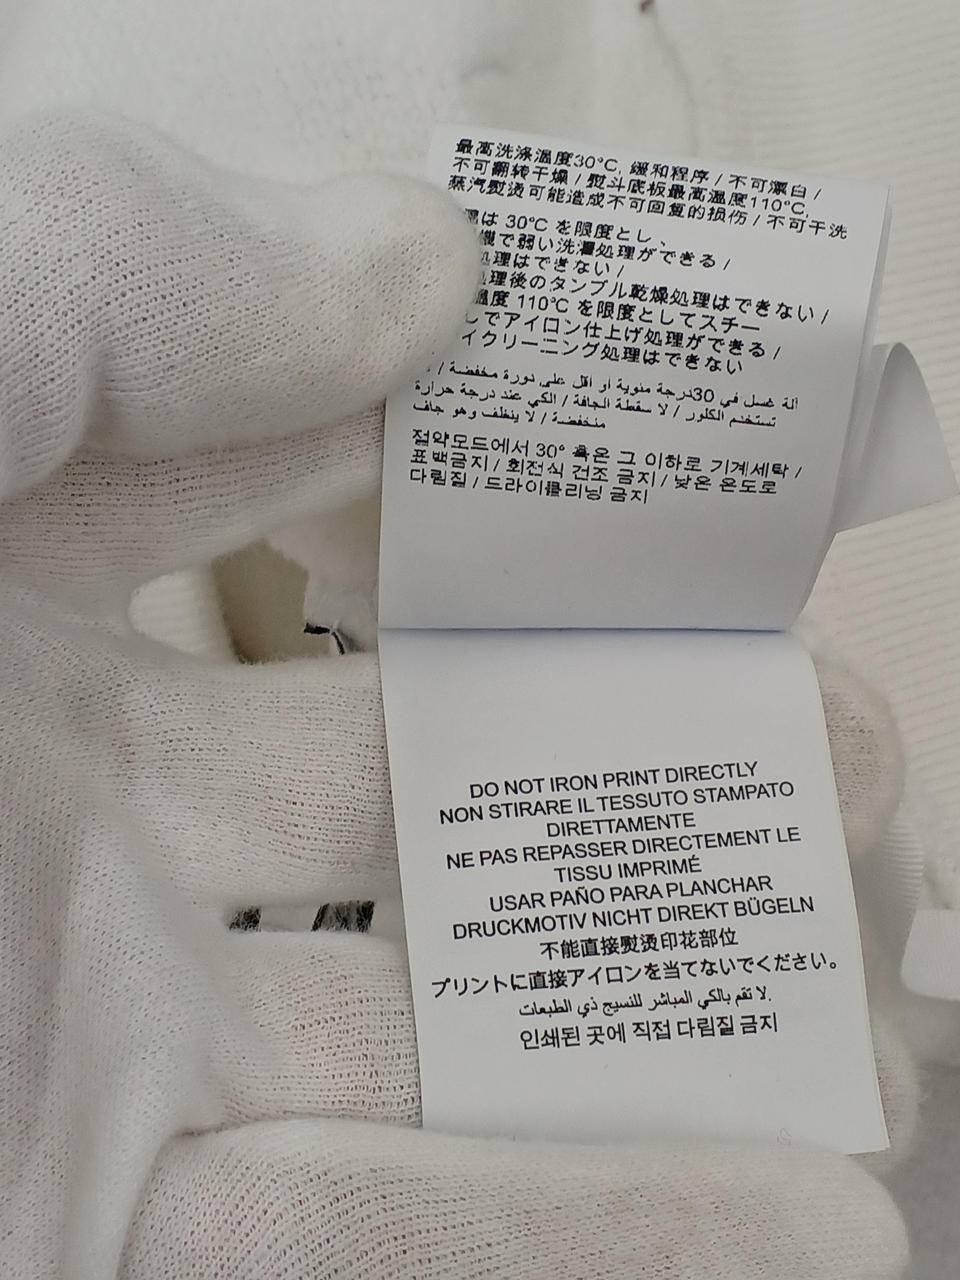 最高洗涤温度30°C, 缓和程序 / 不可漂白 /
不可翻转干燥 / 熨斗底板最高温度110°C,
蒸汽熨烫可能造成不可回复的损伤 / 不可干洗
温は 30°C を限度とし、
機で弱い洗濯処理ができる /
処理はできない /
処理後のタンブル乾燥処理はできない /
温度 110°C を限度としてスチー
しでアイロン仕上げ処理ができる /
イクリーニング処理はできない
آلة غسل في 30درجة منوية أو أقل على دورة مخفضة /
تستخدم الكلور / لا سقطة الجافة / الكي عند درجة حرارة
منخفضة / لا ينظف وهو جاف
절약모드에서 30° 혹은 그 이하로 기계세탁 /
표백금지 / 회전식 건조 금지 / 낮은 온도로
다림질 / 드라이클리닝 금지
DO NOT IRON PRINT DIRECTLY
NON STIRARE IL TESSUTO STAMPATO
DIRETTAMENTE
NE PAS REPASSER DIRECTEMENT LE
TISSU IMPRIMÉ
USAR PAÑO PARA PLANCHAR
DRUCKMOTIV NICHT DIREKT BÜGELN
不能直接熨烫印花部位
プリントに直接アイロンを当てないでください。
لا تقم بالكي المباشر للنسيج ذي الطبعات.
인쇄된 곳에 직접 다림질 금지